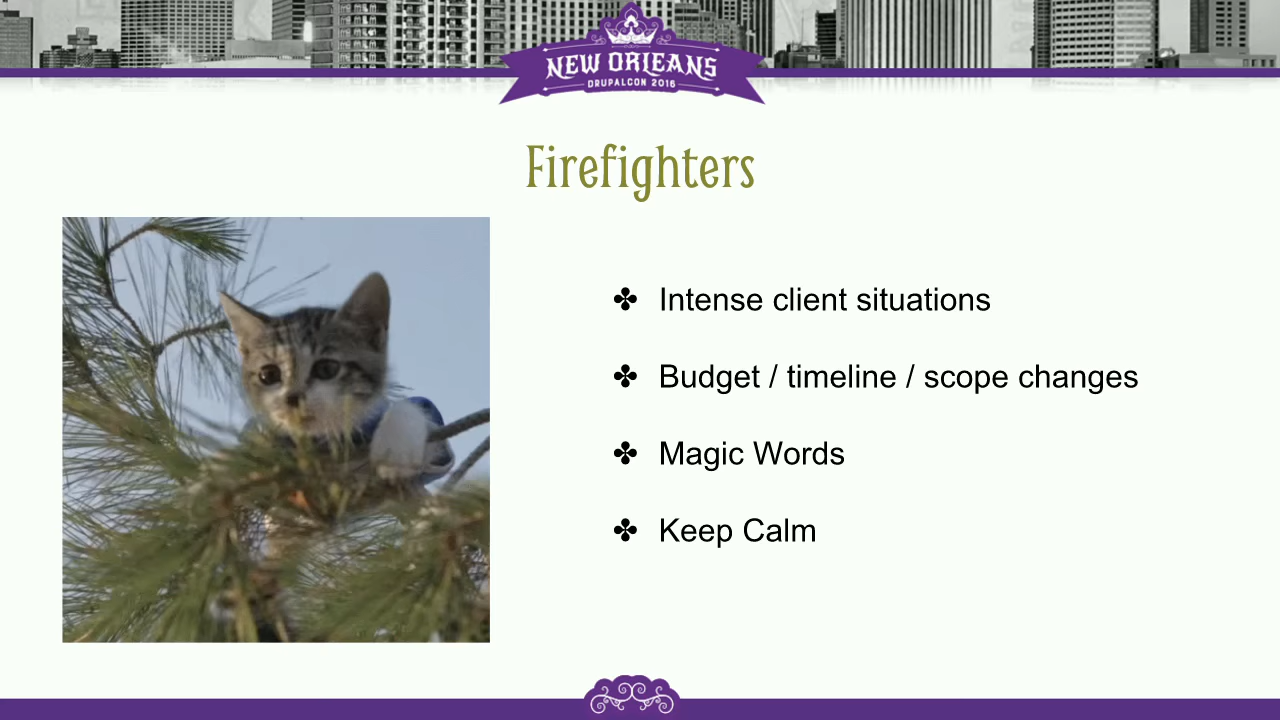 NEW ORLEANS
DRUPALCON 2016
Firefighters
✤ Intense client situations
✤ Budget / timeline / scope changes
✤ Magic Words
✤ Keep Calm